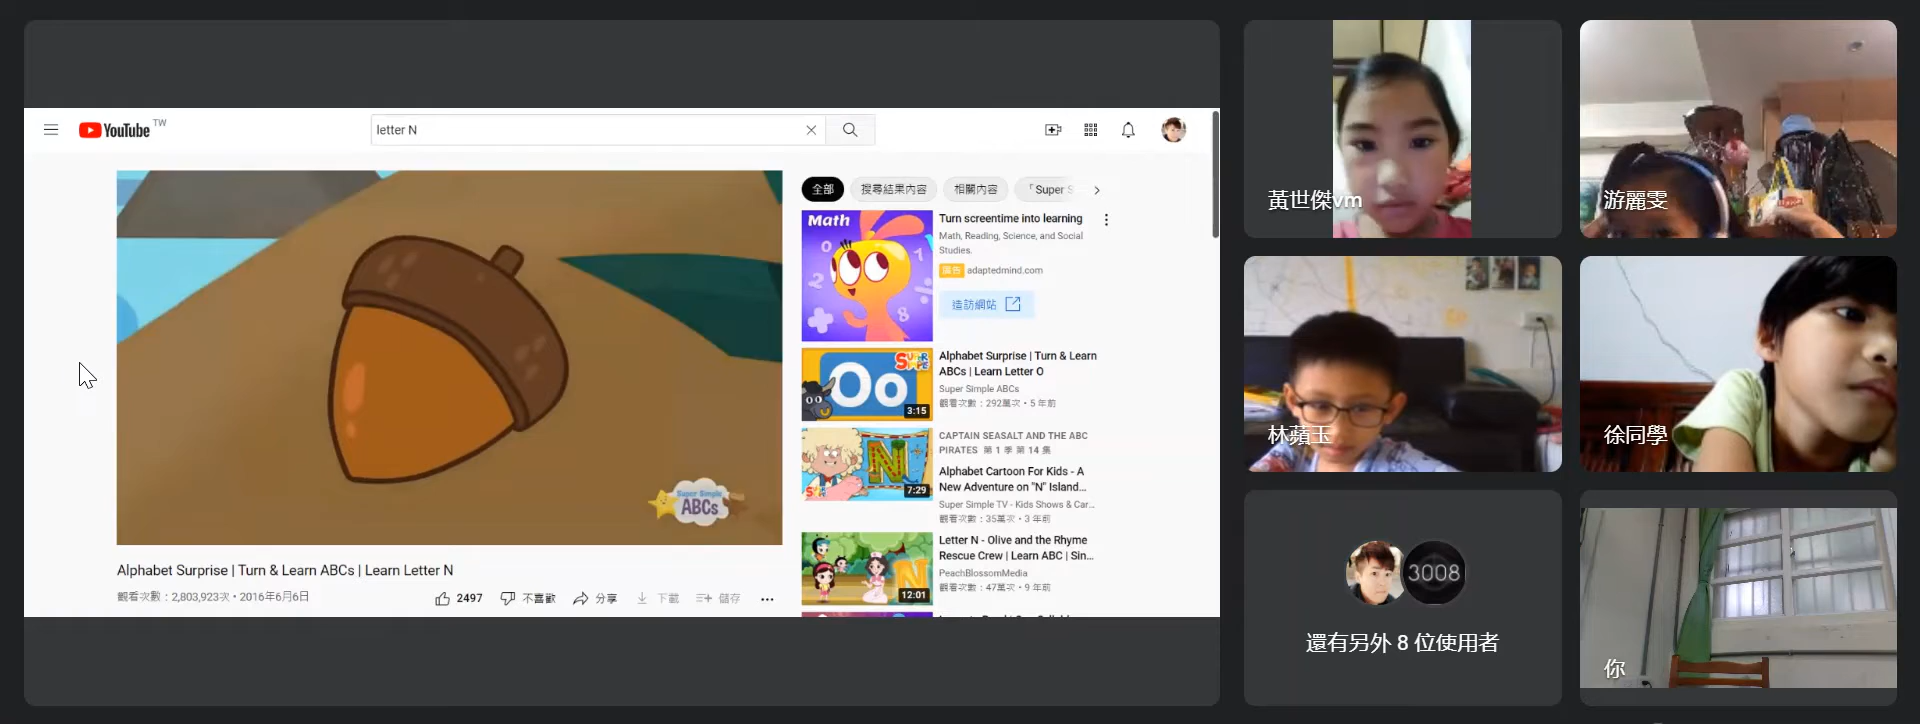 YouTube TW
letter N
全部
搜尋結果內容
相關內容
「Super S
Math
Turn screentime into learning
Math, Reading, Science, and Social
Studies.
廣告 adaptedmind.com
造訪網站
Super Simple
ABCs
SUPER
SIMPLE
Oo
3:15
Alphabet Surprise | Turn & Learn
ABCs | Learn Letter O
Super Simple ABCs
觀看次數：292萬次 • 5 年前
N
7:29
CAPTAIN SEASALT AND THE ABC
PIRATES 第 1 季 第 14 集
Alphabet Cartoon For Kids - A
New Adventure on "N" Island...
Super Simple TV - Kids Shows & Car...
觀看次數：35萬次 • 3 年前
N
12:01
Letter N - Olive and the Rhyme
Rescue Crew | Learn ABC | Sin...
PeachBlossomMedia
觀看次數：47萬次 • 9 年前
Alphabet Surprise | Turn & Learn ABCs | Learn Letter N
觀看次數：2,803,923次 • 2016年6月6日
2497
不喜歡
分享
下載
儲存
黃世傑vm
游麗雯
林蘋玉
徐同學
3008
還有另外 8 位使用者
你